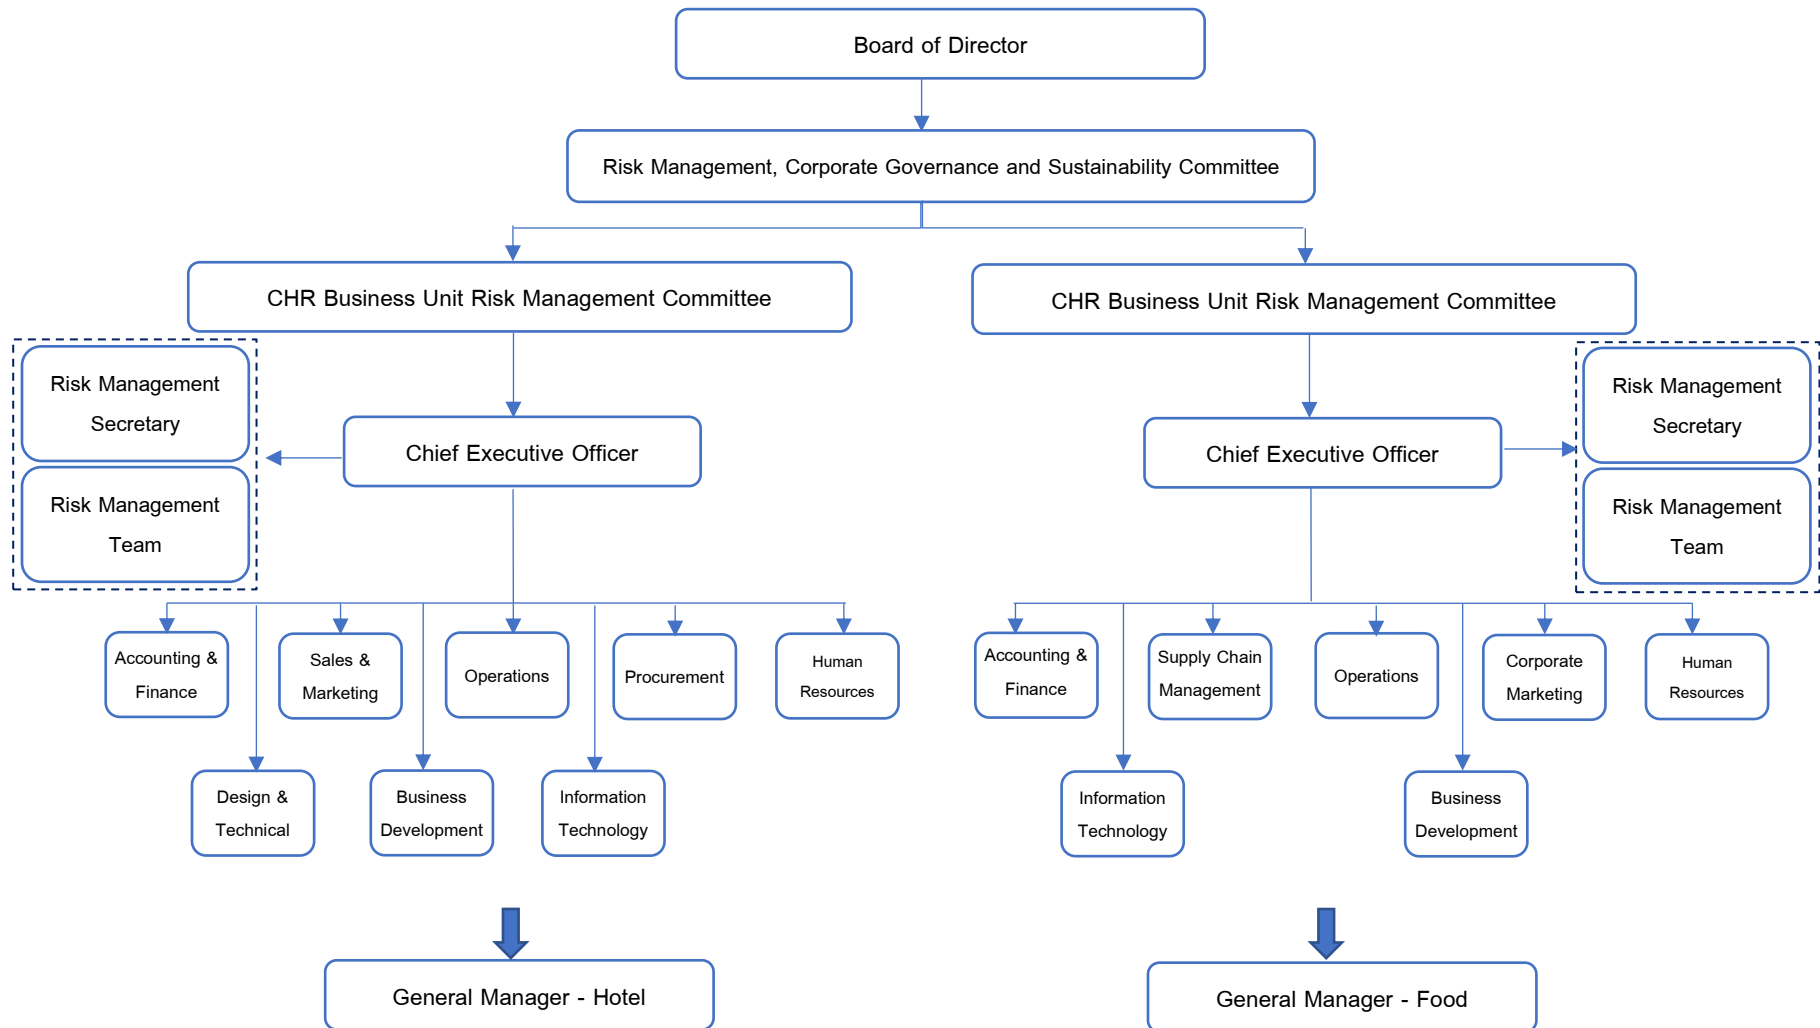 Board of Director
Risk Management, Corporate Governance and Sustainability Committee
CHR Business Unit Risk Management Committee
CHR Business Unit Risk Management Committee
Risk Management
Secretary
Risk Management
Team
Chief Executive Officer
Chief Executive Officer
Risk Management
Secretary
Risk Management
Team
Accounting &
Finance
Sales &
Marketing
Operations
Procurement
Human
Resources
Design &
Technical
Business
Development
Information
Technology
Accounting &
Finance
Supply Chain
Management
Operations
Corporate
Marketing
Human
Resources
Information
Technology
Business
Development
General Manager - Hotel
General Manager - Food